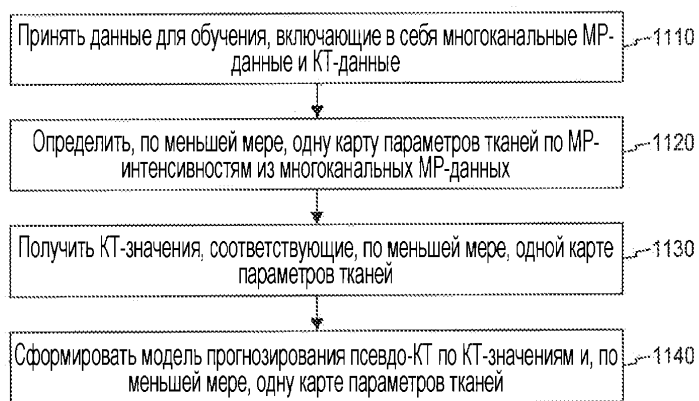 Принять данные для обучения, включающие в себя многоканальные МР-
данные и КТ-данные
1110
Определить, по меньшей мере, одну карту параметров тканей по МР-
интенсивностям из многоканальных МР-данных
1120
Получить КТ-значения, соответствующие, по меньшей мере, одной карте
параметров тканей
1130
Сформировать модель прогнозирования псевдо-КТ по КТ-значениям и, по
меньшей мере, одну карте параметров тканей
1140